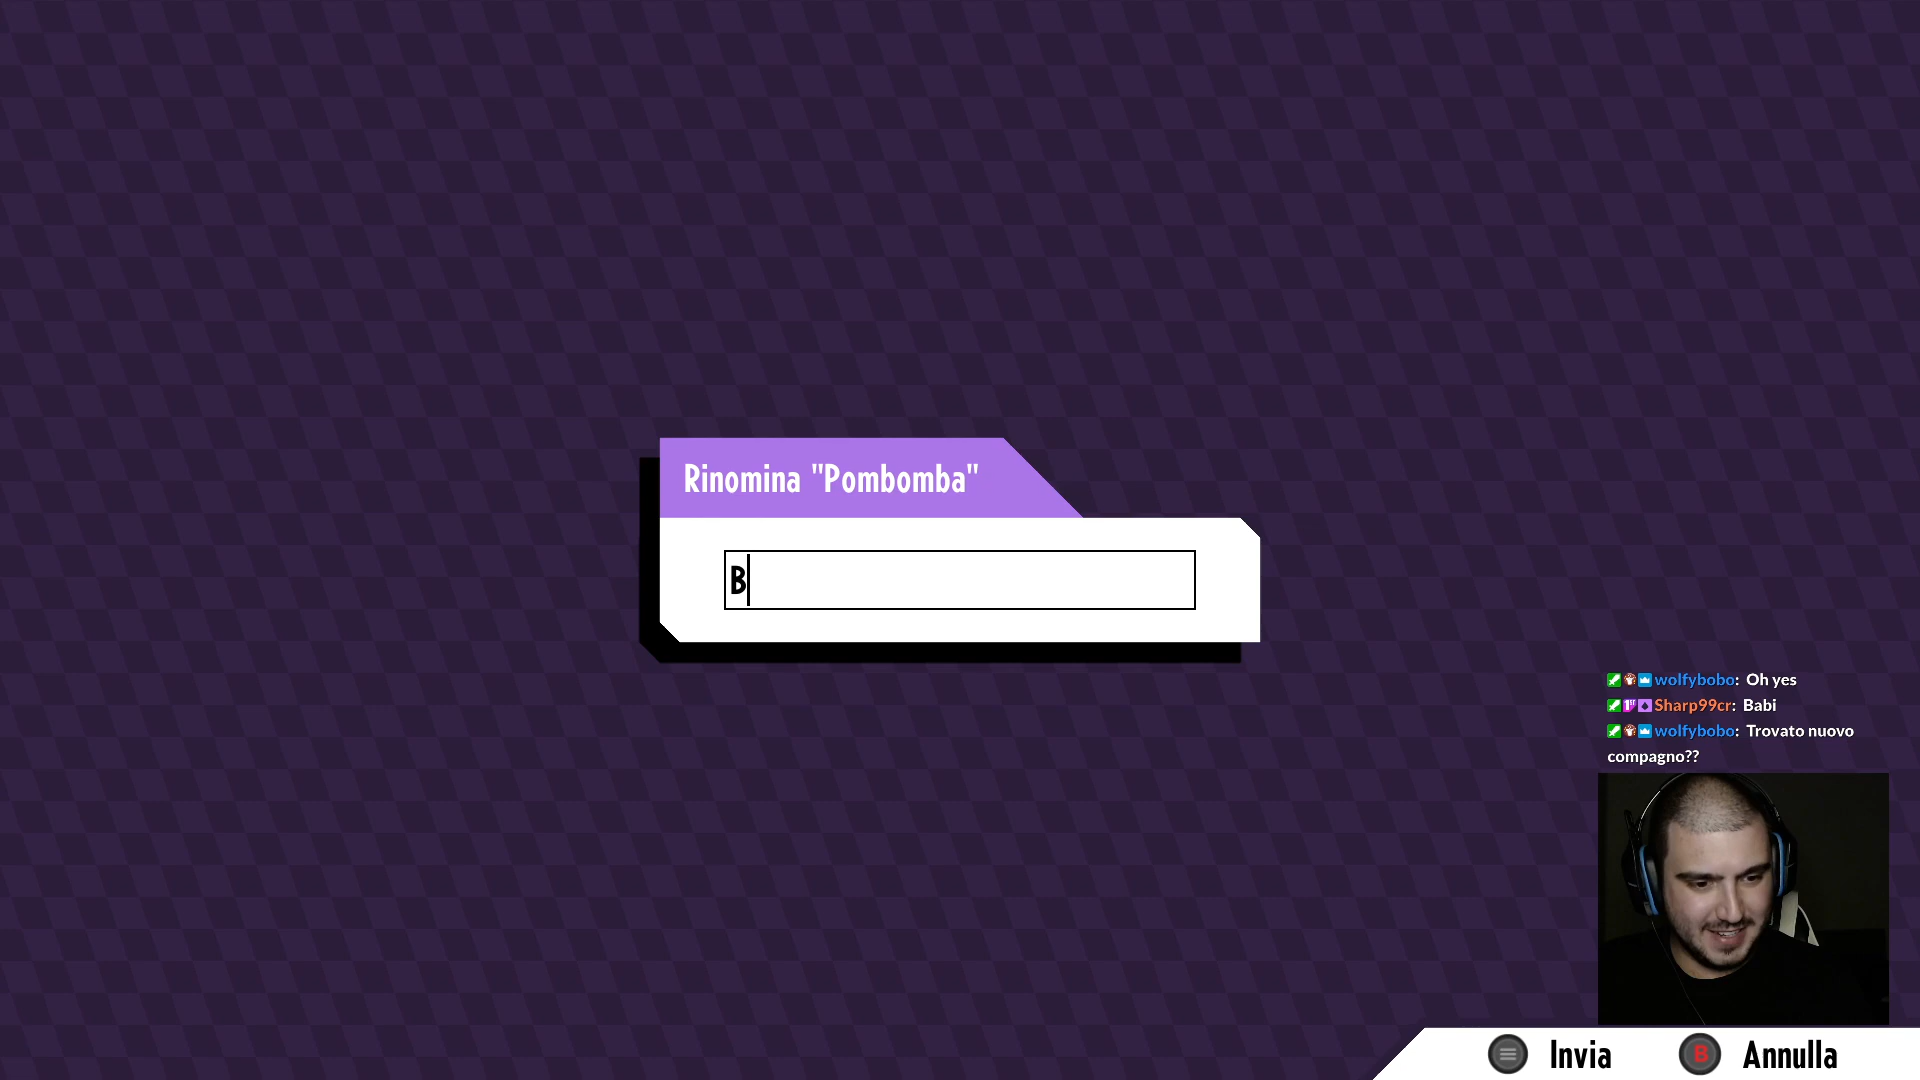 Rinomina "Pombomba"
B
wolfybobo: Oh yes
Sharp99cr: Babi
wolfybobo: Trovato nuovo
compagno??
Invia
B Annulla